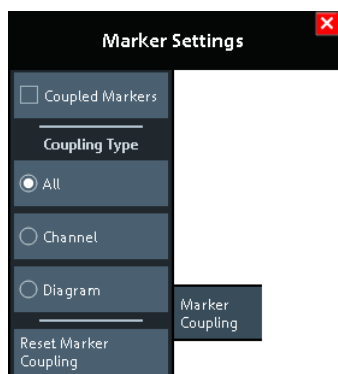 Marker Settings
Coupled Markers
Coupling Type
All
Channel
Diagram
Reset Marker
Coupling
Marker
Coupling